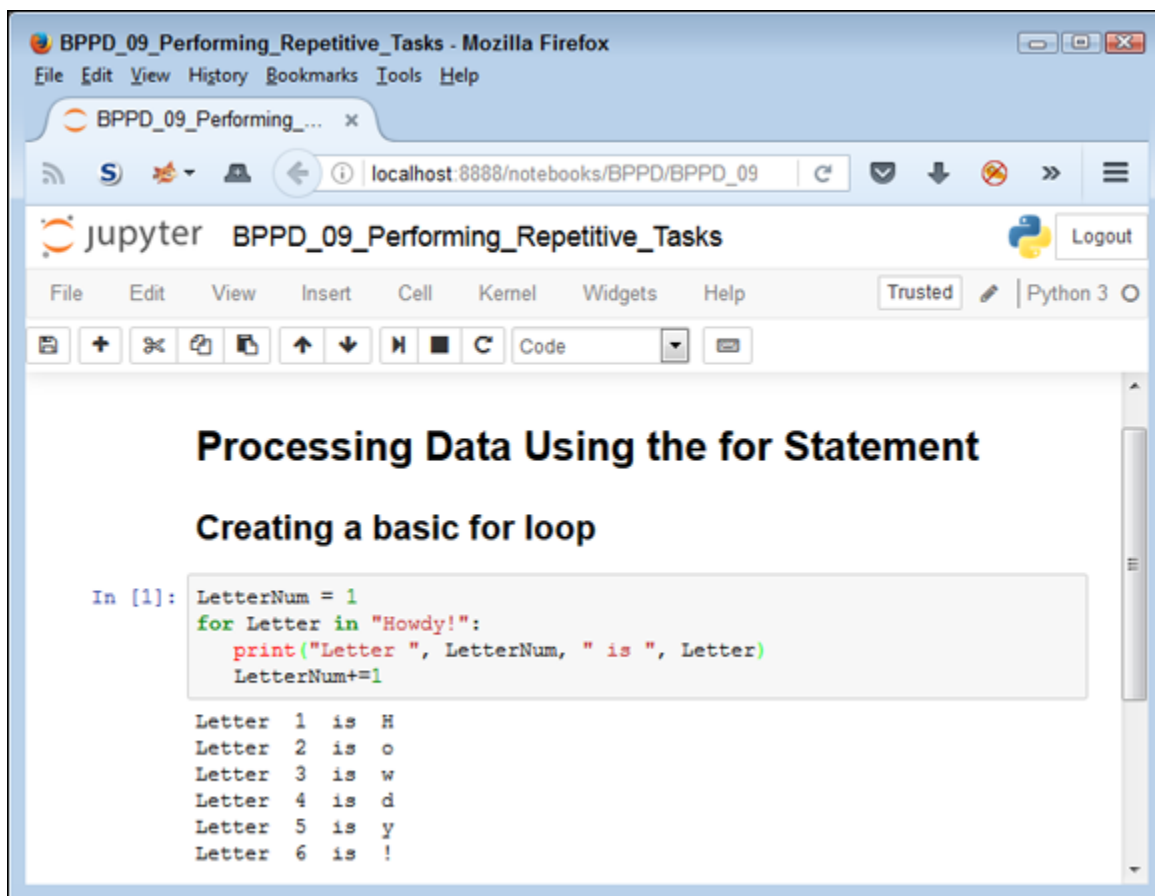 BPPD_09_Performing_Repetitive_Tasks - Mozilla Firefox
File Edit View History Bookmarks Tools Help
BPPD_09_Performing_... ×
S localhost:8888/notebooks/BPPD/BPPD_09 »
jupyter BPPD_09_Performing_Repetitive_Tasks Logout
File Edit View Insert Cell Kernel Widgets Help Trusted Python 3
Code
Processing Data Using the for Statement
Creating a basic for loop
In [1]: LetterNum = 1
for Letter in "Howdy!":
   print("Letter ", LetterNum, " is ", Letter)
   LetterNum+=1
Letter  1  is  H
Letter  2  is  o
Letter  3  is  w
Letter  4  is  d
Letter  5  is  y
Letter  6  is  !